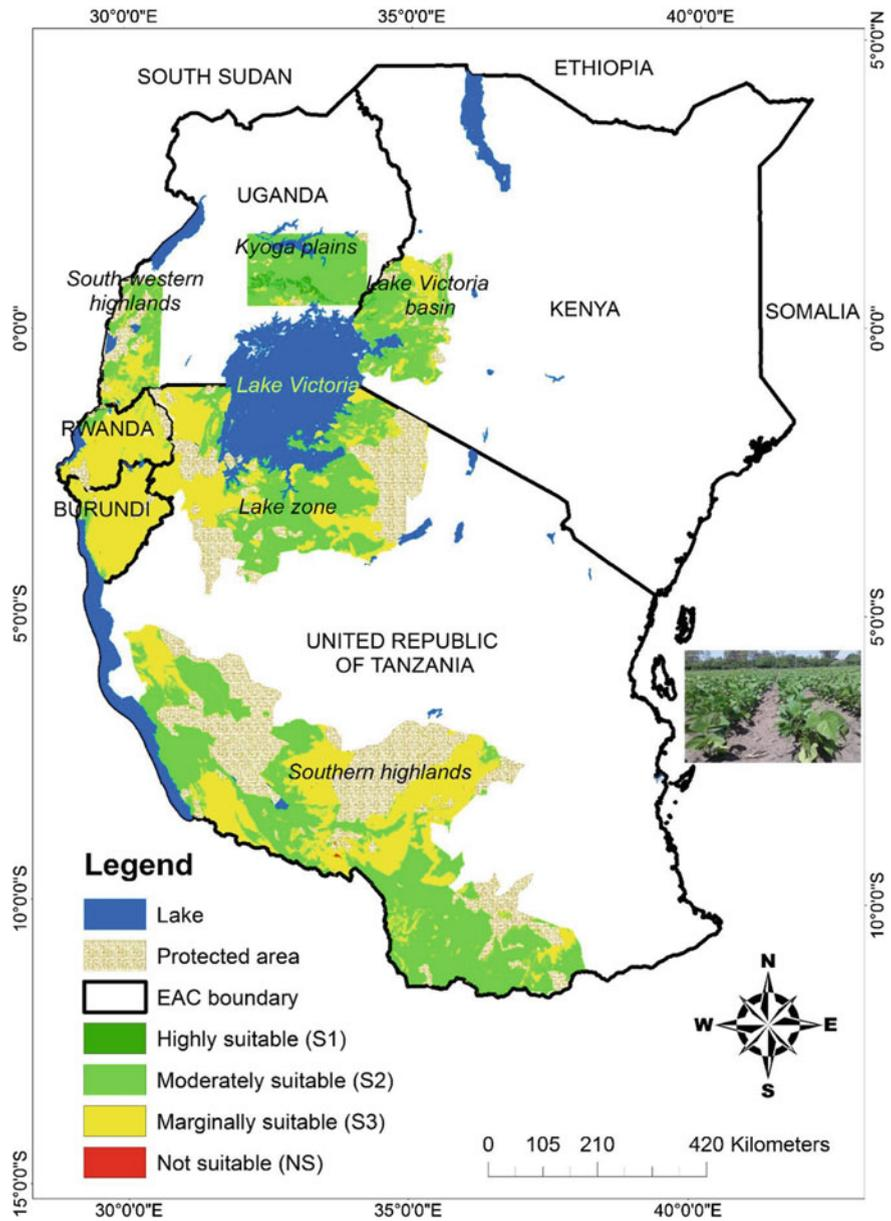 30°0'0"E 35°0'0"E 40°0'0"E
5°0'0"N
SOUTH SUDAN
ETHIOPIA
UGANDA
Kyoga plains
South-western
highlands
Lake Victoria
basin
KENYA
SOMALIA
0°0'0"
0°0'0"
Lake Victoria
RWANDA
BURUNDI
Lake zone
5°0'0"S
5°0'0"S
UNITED REPUBLIC
OF TANZANIA
Southern highlands
Legend
Lake
Protected area
EAC boundary
Highly suitable (S1)
Moderately suitable (S2)
Marginally suitable (S3)
Not suitable (NS)
10°0'0"S
10°0'0"S
N
W E
S
0 105 210 420 Kilometers
15°0'0"S
30°0'0"E 35°0'0"E 40°0'0"E